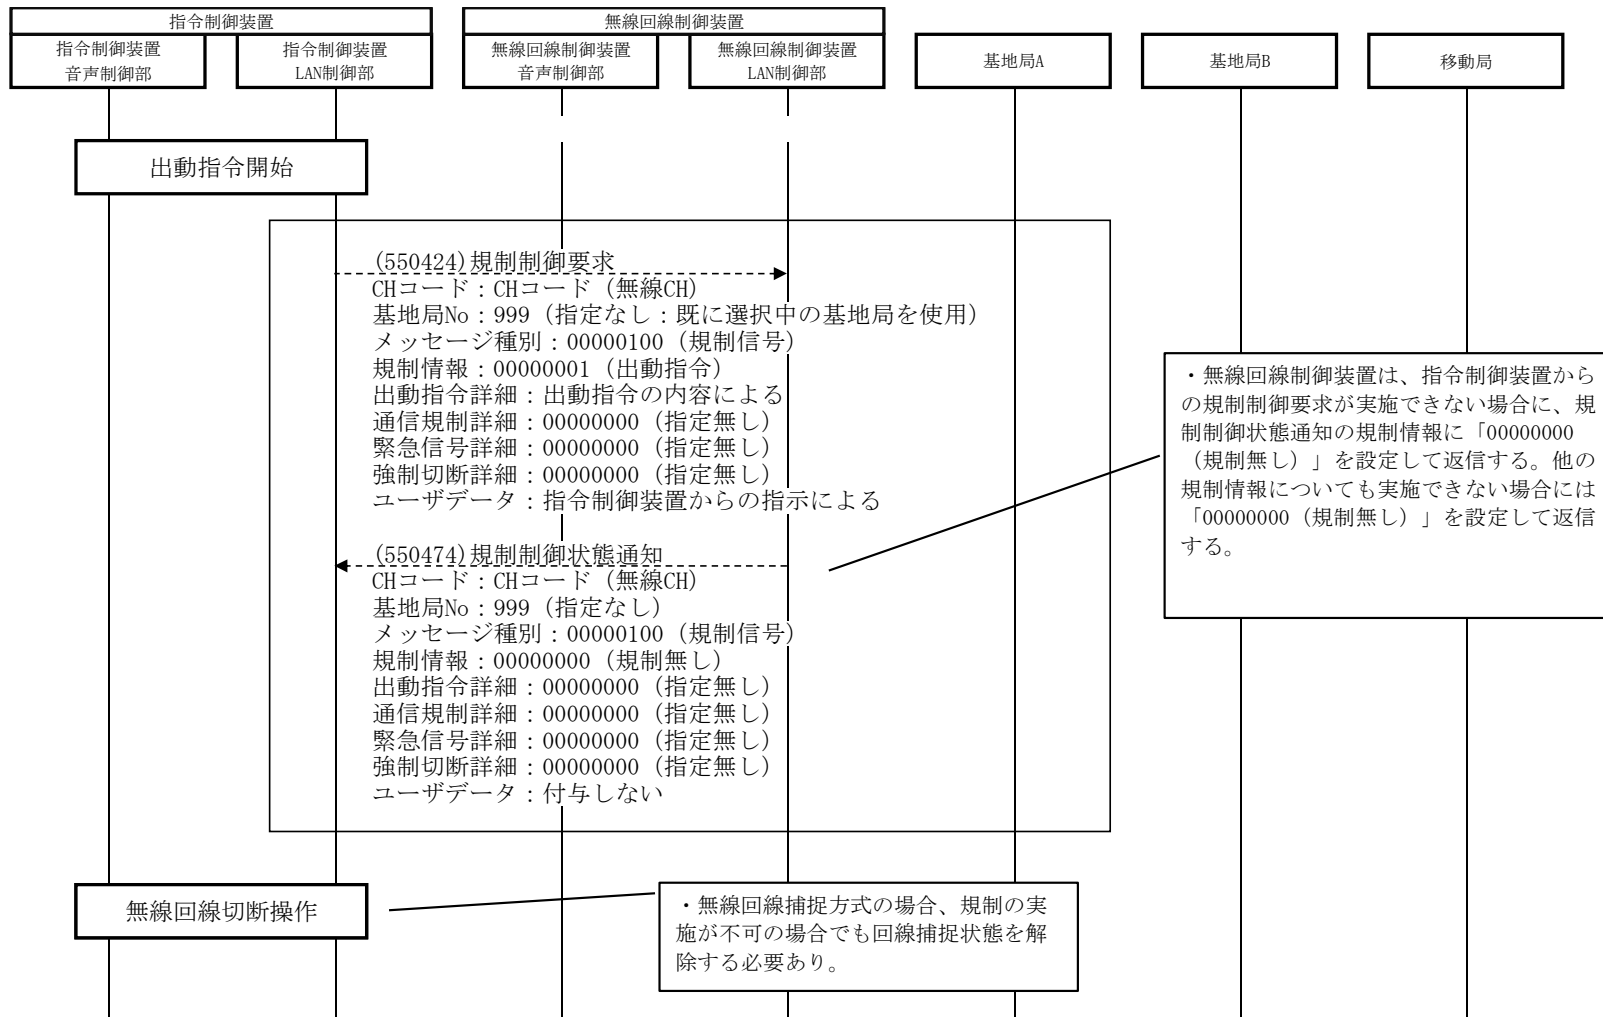 指令制御装置
無線回線制御装置
指令制御装置
音声制御部
指令制御装置
LAN制御部
無線回線制御装置
音声制御部
無線回線制御装置
LAN制御部
基地局A
基地局B
移動局
出動指令開始
(550424)規制制御要求
CHコード:CHコード(無線CH)
基地局No:999(指定なし:既に選択中の基地局を使用)
メッセージ種別:00000100(規制信号)
規制情報:00000001(出動指令)
出動指令詳細:出動指令の内容による
通信規制詳細:00000000(指定無し)
緊急信号詳細:00000000(指定無し)
強制切断詳細:00000000(指定無し)
ユーザデータ:指令制御装置からの指示による
・無線回線制御装置は、指令制御装置から
の規制制御要求が実施できない場合に、規
制制御状態通知の規制情報に「00000000
(規制無し)」を設定して返信する。他の
規制情報についても実施できない場合には
「00000000(規制無し)」を設定して返信
する。
(550474)規制制御状態通知
CHコード:CHコード(無線CH)
基地局No:999(指定なし)
メッセージ種別:00000100(規制信号)
規制情報:00000000(規制無し)
出動指令詳細:00000000(指定無し)
通信規制詳細:00000000(指定無し)
緊急信号詳細:00000000(指定無し)
強制切断詳細:00000000(指定無し)
ユーザデータ:付与しない
無線回線切断操作
・無線回線捕捉方式の場合、規制の実
施が不可の場合でも回線捕捉状態を解
除する必要あり。